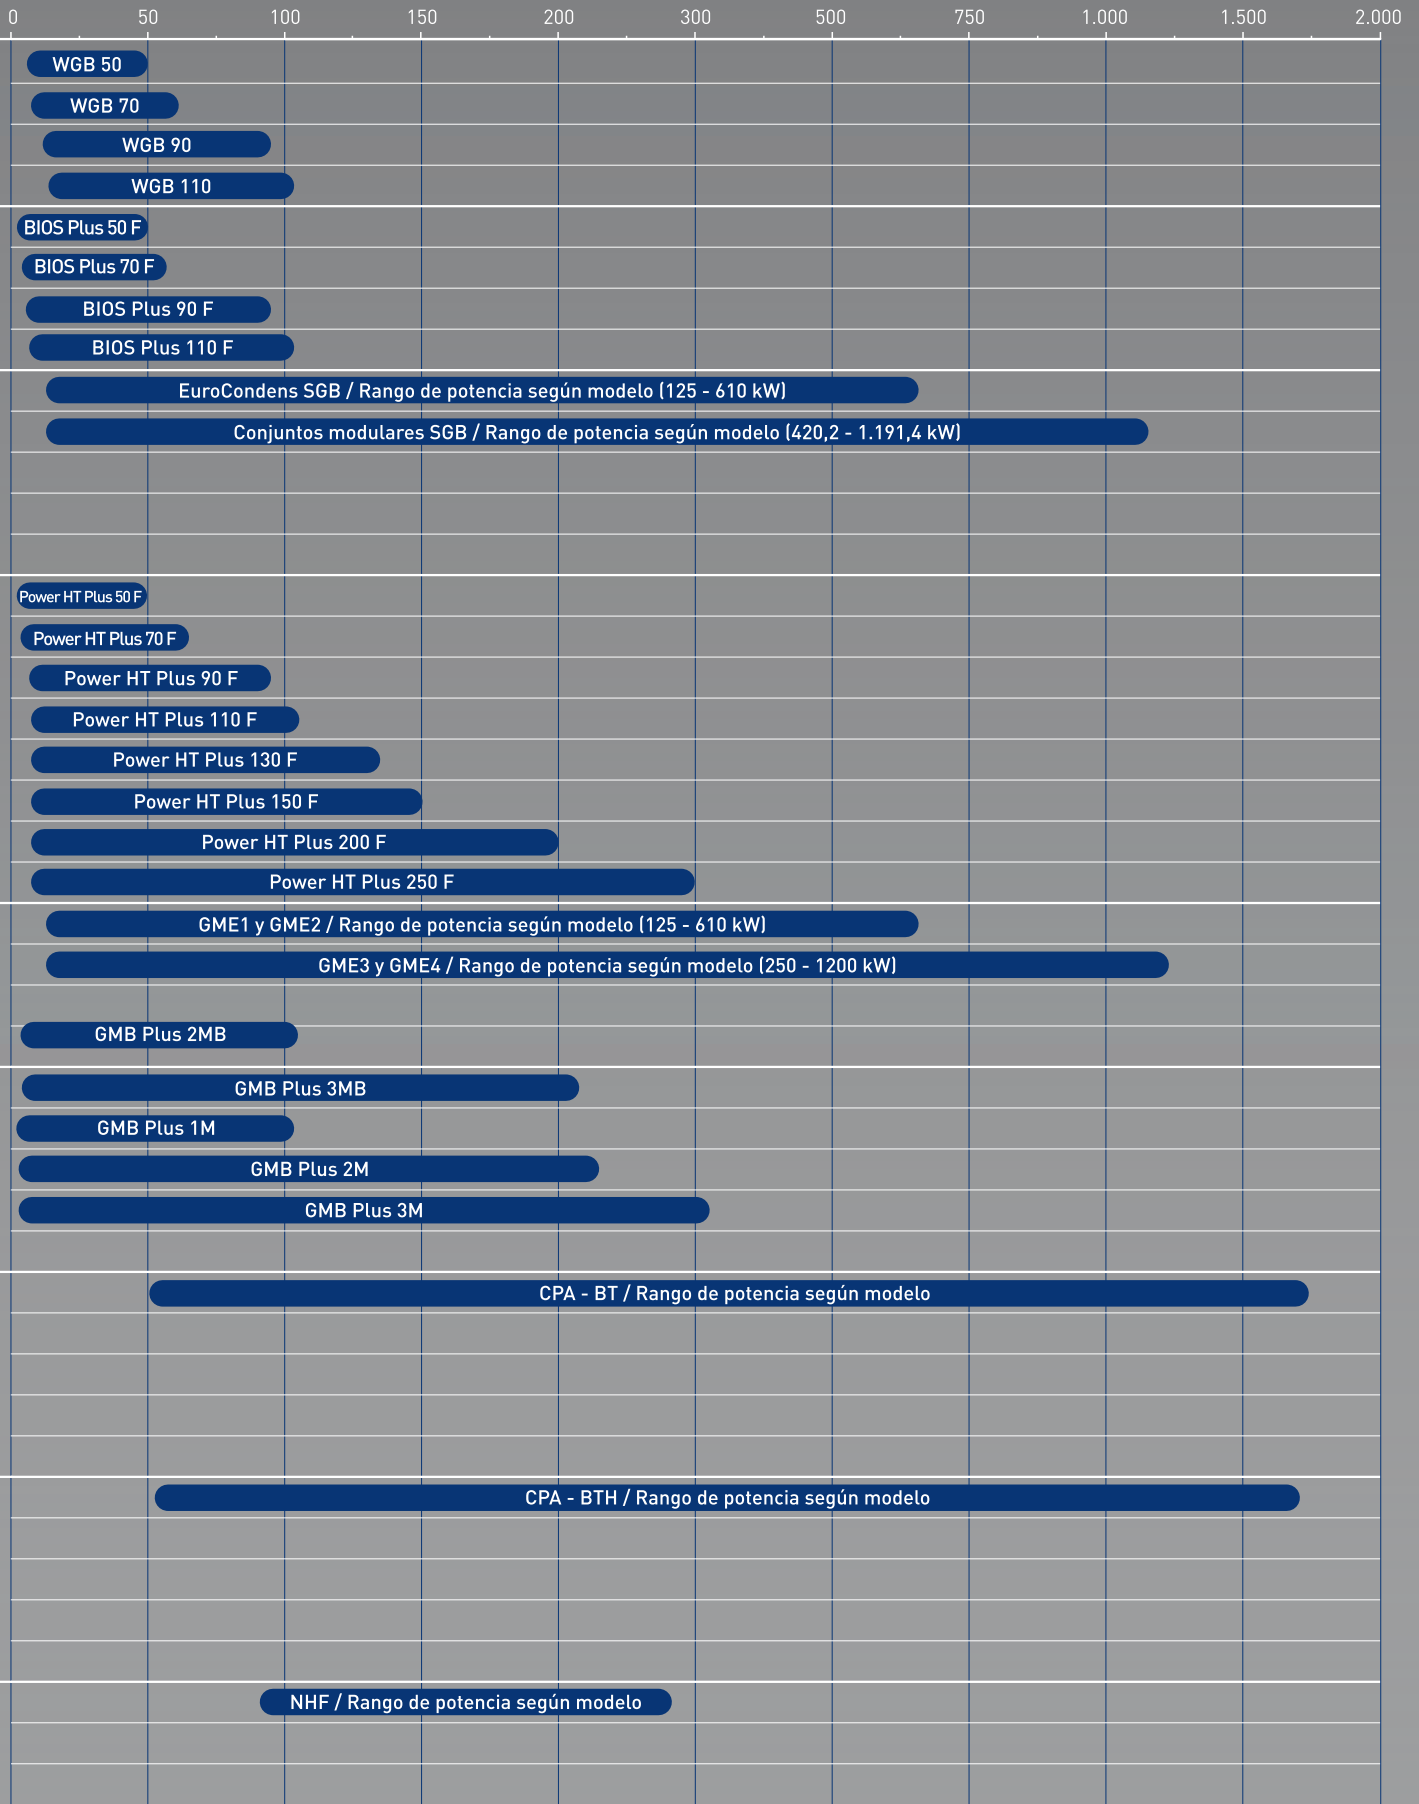 0 50 100 150 200 300 500 750 1.000 1.500 2.000
WGB 50
WGB 70
WGB 90
WGB 110
BIOS Plus 50 F
BIOS Plus 70 F
BIOS Plus 90 F
BIOS Plus 110 F
EuroCondens SGB / Rango de potencia según modelo (125 - 610 kW)
Conjuntos modulares SGB / Rango de potencia según modelo (420,2 - 1.191,4 kW)
Power HT Plus 50 F
Power HT Plus 70 F
Power HT Plus 90 F
Power HT Plus 110 F
Power HT Plus 130 F
Power HT Plus 150 F
Power HT Plus 200 F
Power HT Plus 250 F
GME1 y GME2 / Rango de potencia según modelo (125 - 610 kW)
GME3 y GME4 / Rango de potencia según modelo (250 - 1200 kW)
GMB Plus 2MB
GMB Plus 3MB
GMB Plus 1M
GMB Plus 2M
GMB Plus 3M
CPA - BT / Rango de potencia según modelo
CPA - BTH / Rango de potencia según modelo
NHF / Rango de potencia según modelo